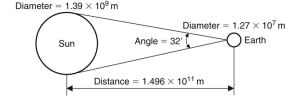 Diameter = 1.39 × 10⁹ m
Diameter = 1.27 × 10⁷ m
Sun
Angle = 32′
Earth
Distance = 1.496 × 10¹¹ m